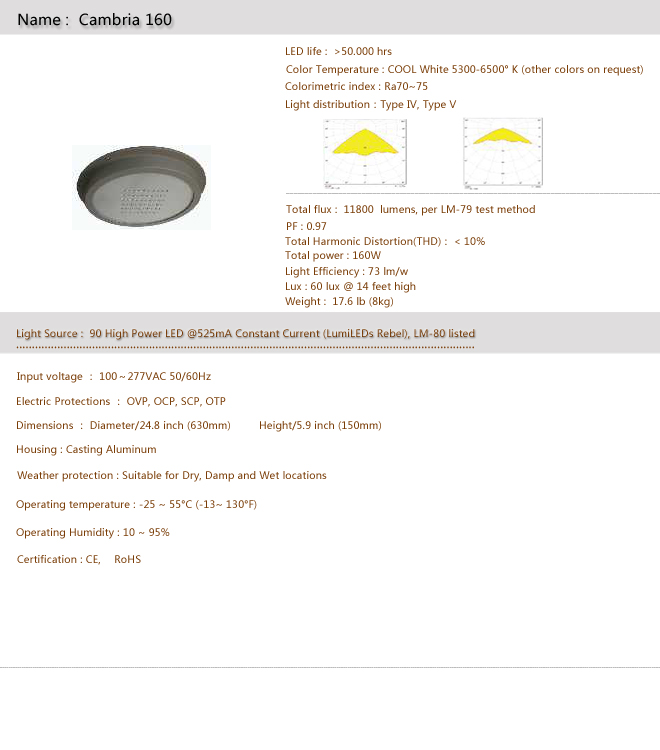 Name : Cambria 160
LED life : >50.000 hrs
Color Temperature : COOL White 5300-6500° K (other colors on request)
Colorimetric index : Ra70~75
Light distribution : Type IV, Type V
Total flux : 11800 lumens, per LM-79 test method
PF : 0.97
Total Harmonic Distortion(THD) : < 10%
Total power : 160W
Light Efficiency : 73 lm/w
Lux : 60 lux @ 14 feet high
Weight : 17.6 lb (8kg)
Light Source : 90 High Power LED @525mA Constant Current (LumiLEDs Rebel), LM-80 listed
Input voltage : 100~277VAC 50/60Hz
Electric Protections : OVP, OCP, SCP, OTP
Dimensions : Diameter/24.8 inch (630mm) Height/5.9 inch (150mm)
Housing : Casting Aluminum
Weather protection : Suitable for Dry, Damp and Wet locations
Operating temperature : -25 ~ 55°C (-13~ 130°F)
Operating Humidity : 10 ~ 95%
Certification : CE, RoHS